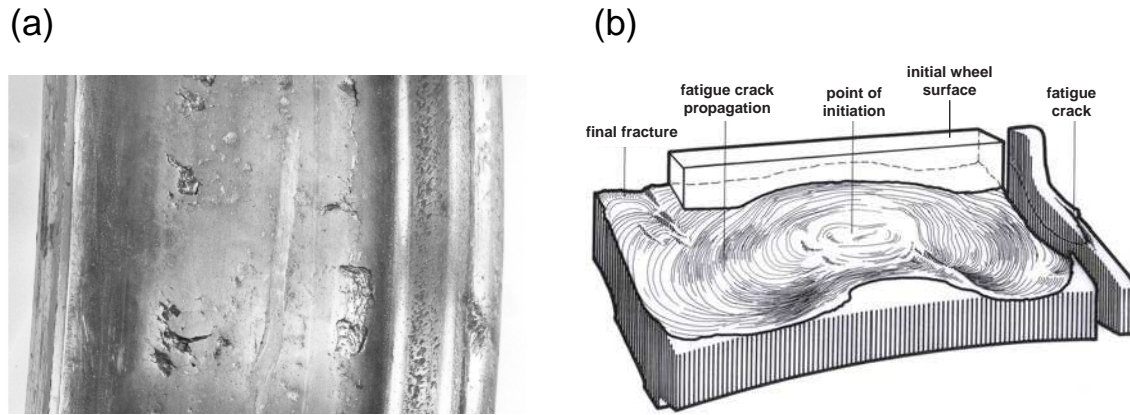 (a)
(b)
initial wheel
surface
fatigue crack
propagation
point of
initiation
fatigue
crack
final fracture